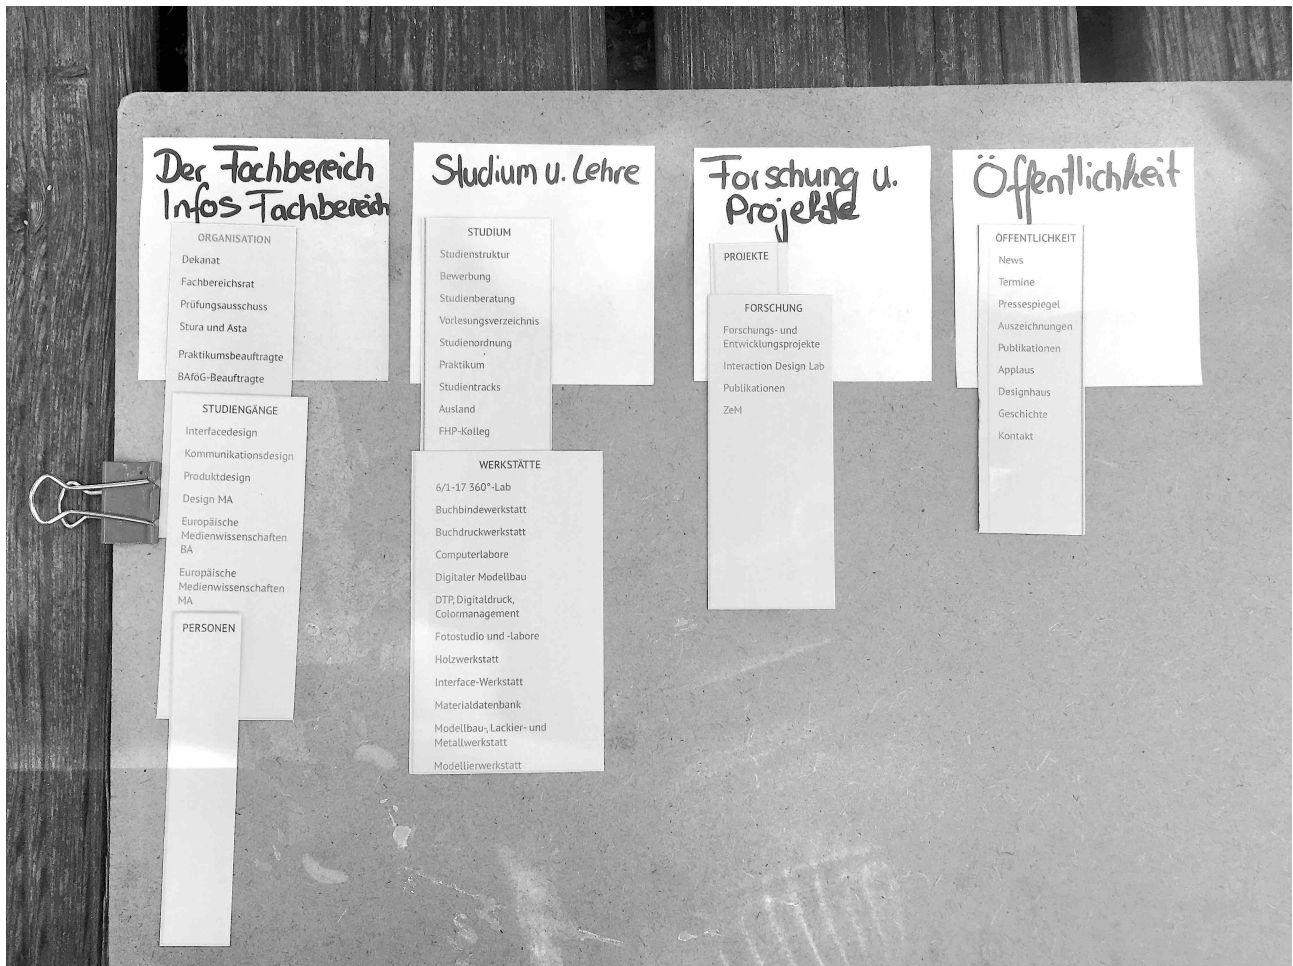 Der Fachbereich
Infos Fachbereich
ORGANISATION
Dekanat
Fachbereichsrat
Prüfungsausschuss
Stura und Asta
Praktikumsbeauftragte
BAföG-Beauftragte
STUDIENGÄNGE
Interfacedesign
Kommunikationsdesign
Produktdesign
Design MA
Europäische
Medienwissenschaften
BA
Europäische
Medienwissenschaften
MA
PERSONEN
Studium u. Lehre
STUDIUM
Studienstruktur
Bewerbung
Studienberatung
Vorlesungsverzeichnis
Studienordnung
Praktikum
Studientracks
Ausland
FHP-Kolleg
WERKSTÄTTE
6/1-17 360°-Lab
Buchbindewerkstatt
Buchdruckwerkstatt
Computerlabore
Digitaler Modellbau
DTP, Digitaldruck,
Colormanagement
Fotostudio und -labore
Holzwerkstatt
Interface-Werkstatt
Materialdatenbank
Modellbau-, Lackier- und
Metallwerkstatt
Modellierwerkstatt
Forschung u.
Projekte
PROJEKTE
FORSCHUNG
Forschungs- und
Entwicklungsprojekte
Interaction Design Lab
Publikationen
ZeM
Öffentlichkeit
ÖFFENTLICHKEIT
News
Termine
Pressespiegel
Auszeichnungen
Publikationen
Applaus
Designhaus
Geschichte
Kontakt